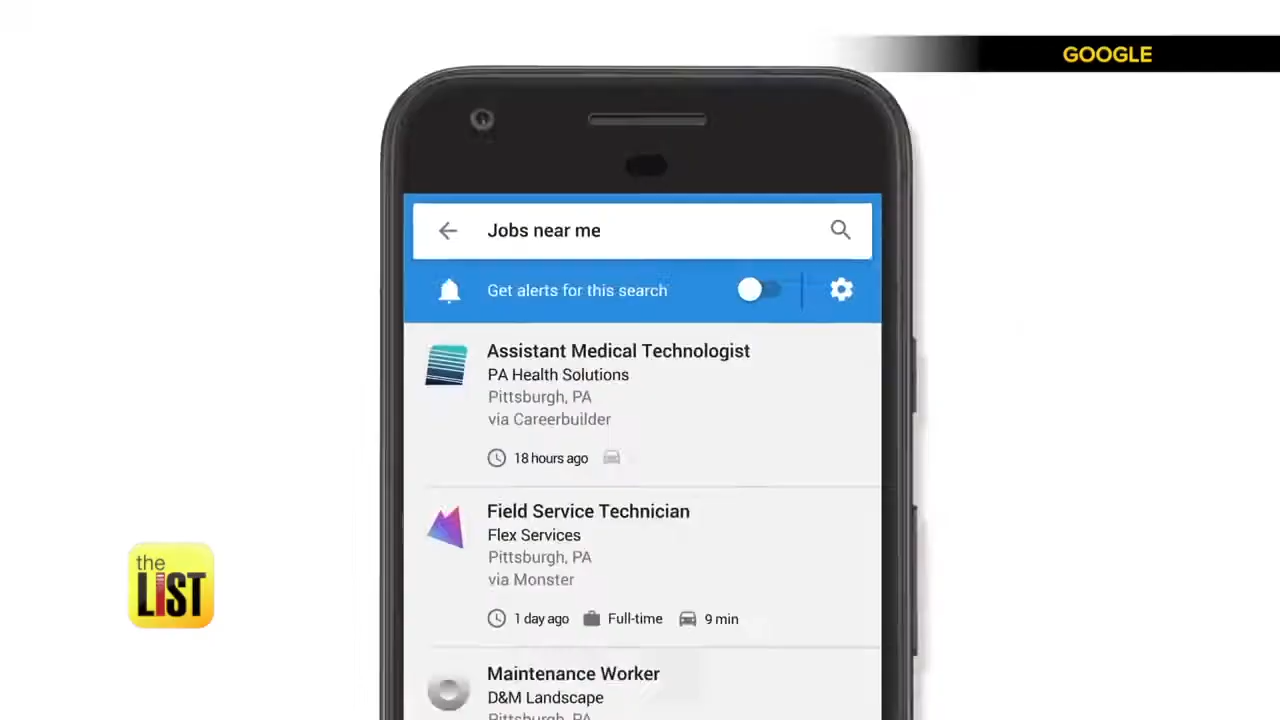 GOOGLE
Jobs near me
Get alerts for this search
Assistant Medical Technologist
PA Health Solutions
Pittsburgh, PA
via Careerbuilder
18 hours ago
Field Service Technician
Flex Services
Pittsburgh, PA
via Monster
1 day ago Full-time 9 min
the
LIST
Maintenance Worker
D&M Landscape
Pittsburgh, PA